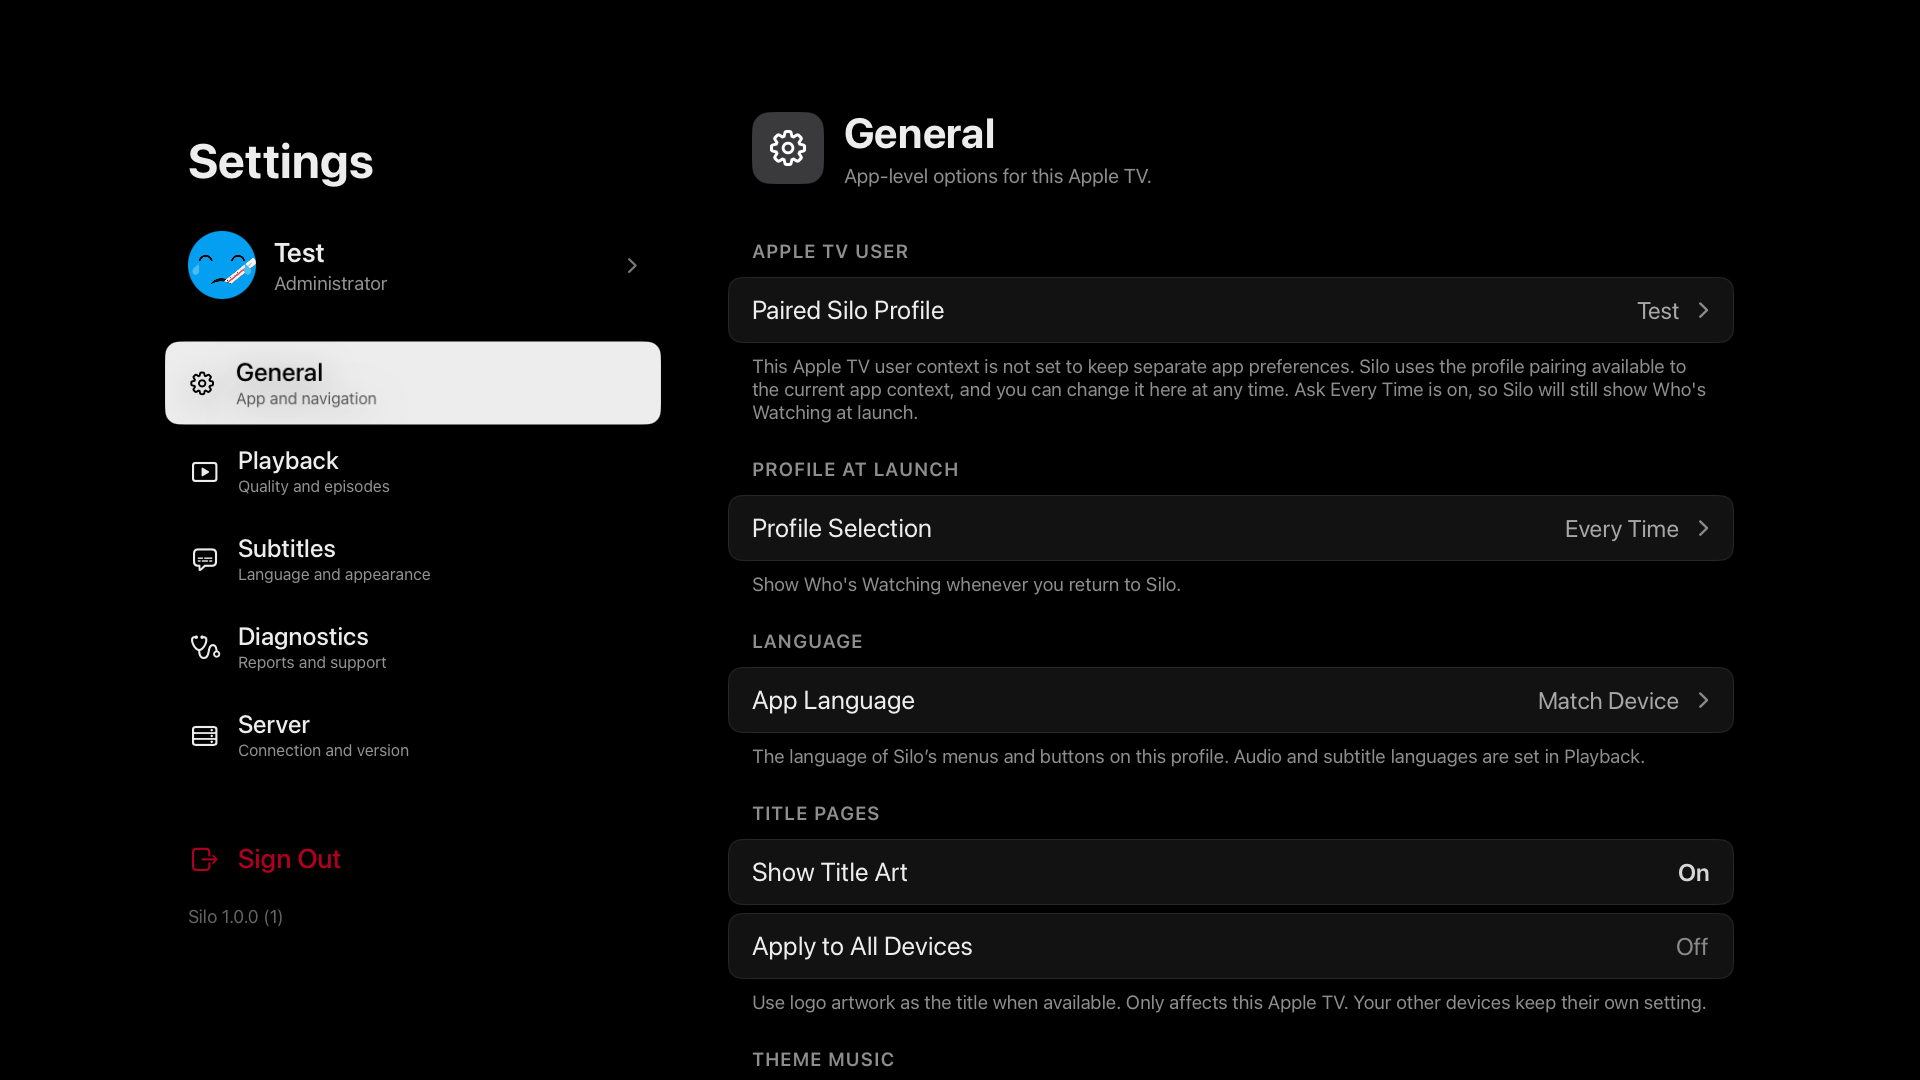 Settings
Test
Administrator
General
App and navigation
Playback
Quality and episodes
Subtitles
Language and appearance
Diagnostics
Reports and support
Server
Connection and version
Sign Out
Silo 1.0.0 (1)
General
App-level options for this Apple TV.
APPLE TV USER
Paired Silo Profile
Test
This Apple TV user context is not set to keep separate app preferences. Silo uses the profile pairing available to
the current app context, and you can change it here at any time. Ask Every Time is on, so Silo will still show Who's
Watching at launch.
PROFILE AT LAUNCH
Profile Selection
Every Time
Show Who's Watching whenever you return to Silo.
LANGUAGE
App Language
Match Device
The language of Silo’s menus and buttons on this profile. Audio and subtitle languages are set in Playback.
TITLE PAGES
Show Title Art
On
Apply to All Devices
Off
Use logo artwork as the title when available. Only affects this Apple TV. Your other devices keep their own setting.
THEME MUSIC